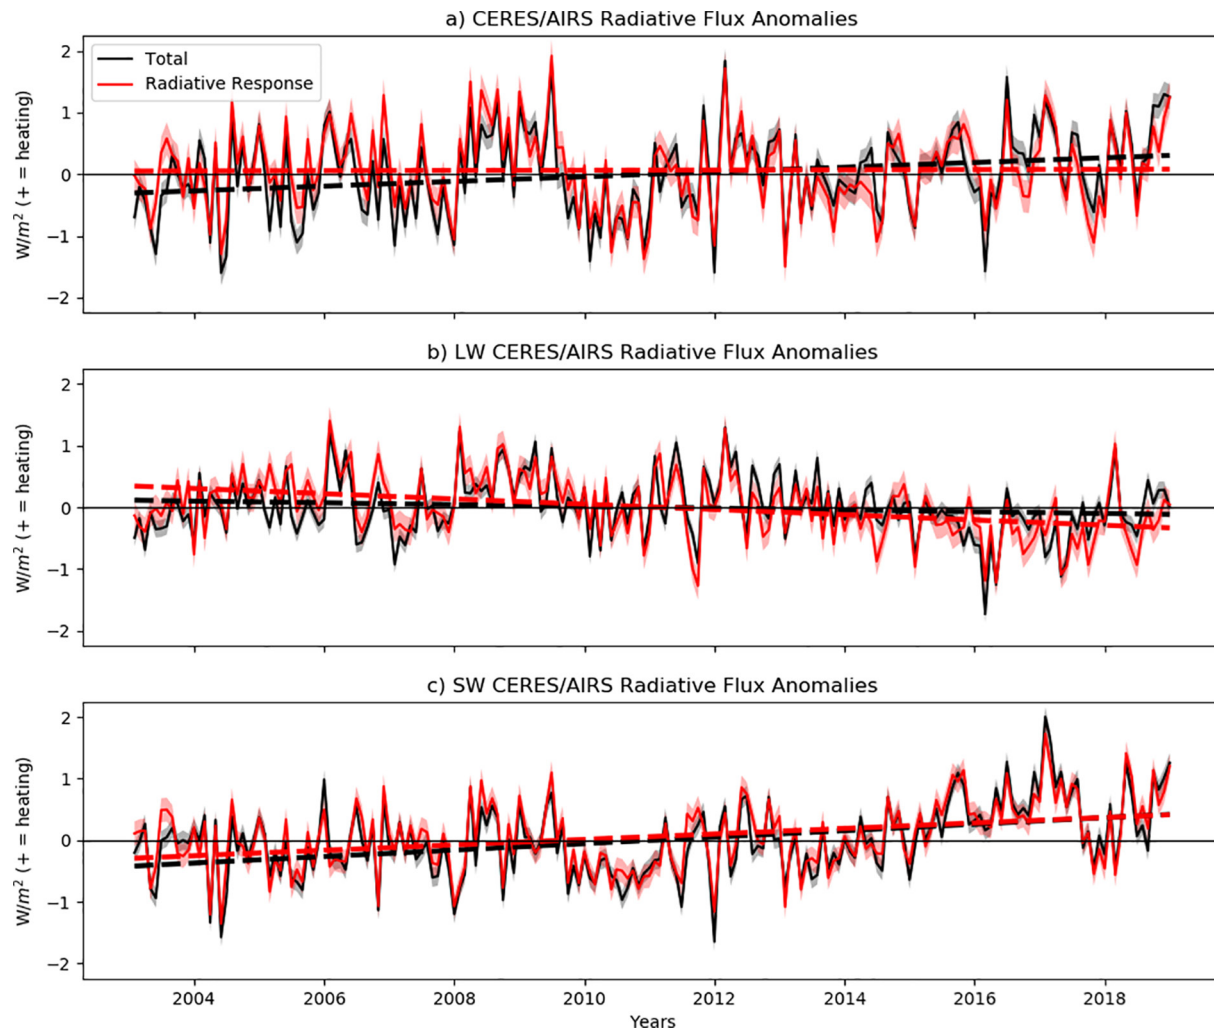 a) CERES/AIRS Radiative Flux Anomalies
Total
Radiative Response
W/m² (+ = heating)
2
1
0
−1
−2
b) LW CERES/AIRS Radiative Flux Anomalies
W/m² (+ = heating)
2
1
0
−1
−2
c) SW CERES/AIRS Radiative Flux Anomalies
W/m² (+ = heating)
2
1
0
−1
−2
2004 2006 2008 2010 2012 2014 2016 2018
Years